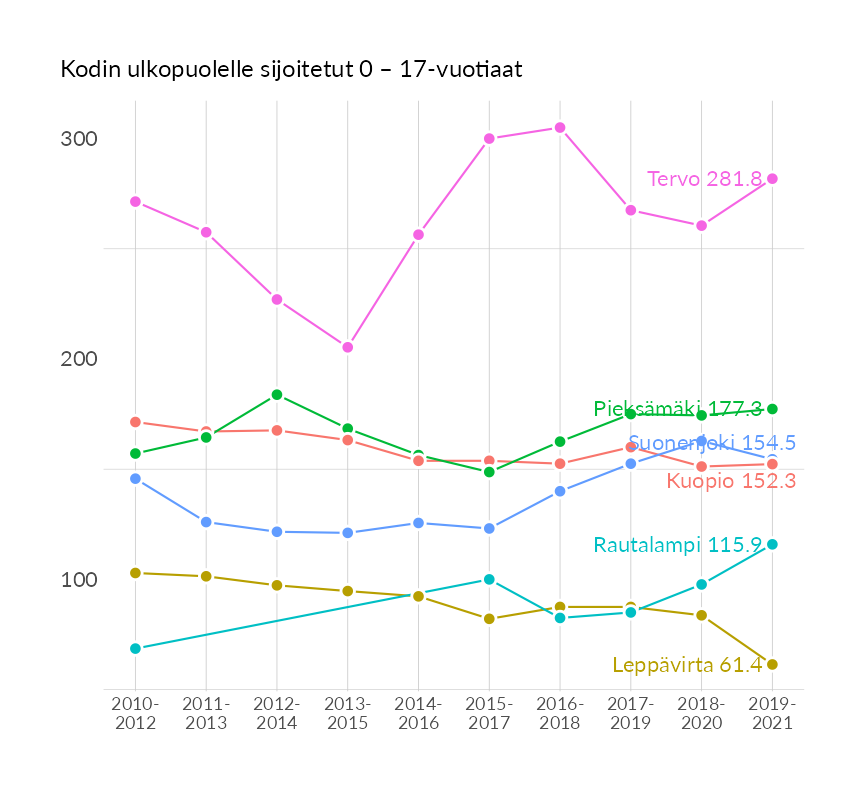 Kodin ulkopuolelle sijoitetut 0 – 17-vuotiaat
300
Tervo 281.8
200
Pieksämäki 177.3
Suonenjoki 154.5
Kuopio 152.3
Rautalampi 115.9
100
Leppävirta 61.4
2010- 2011- 2012- 2013- 2014- 2015- 2016- 2017- 2018- 2019-
2012 2013 2014 2015 2016 2017 2018 2019 2020 2021